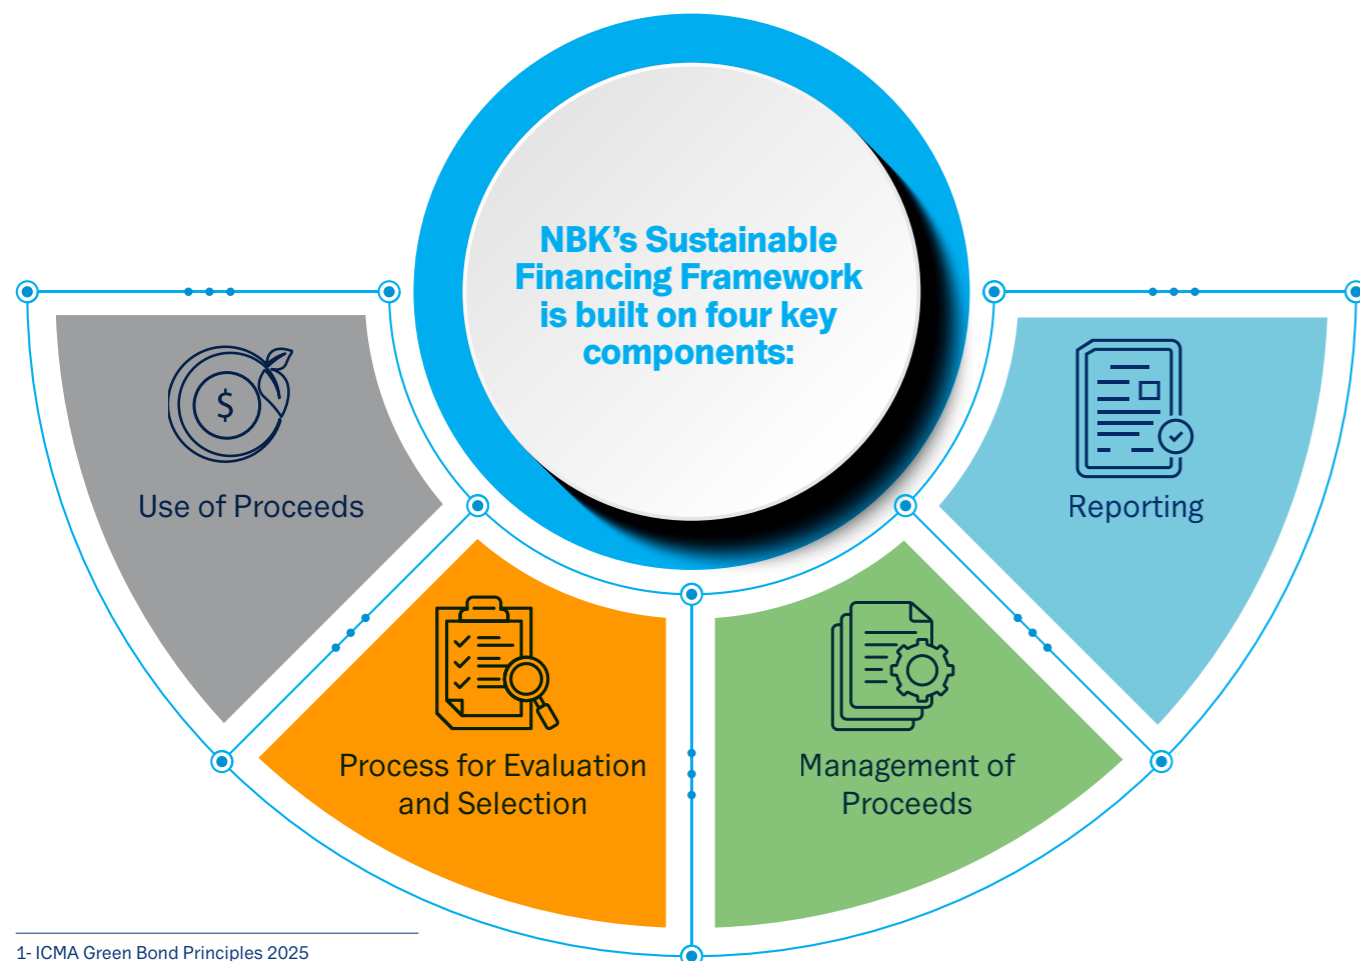 NBK’s Sustainable
Financing Framework
is built on four key
components:
$
Use of Proceeds
Process for Evaluation
and Selection
Management of
Proceeds
Reporting
1- ICMA Green Bond Principles 2025